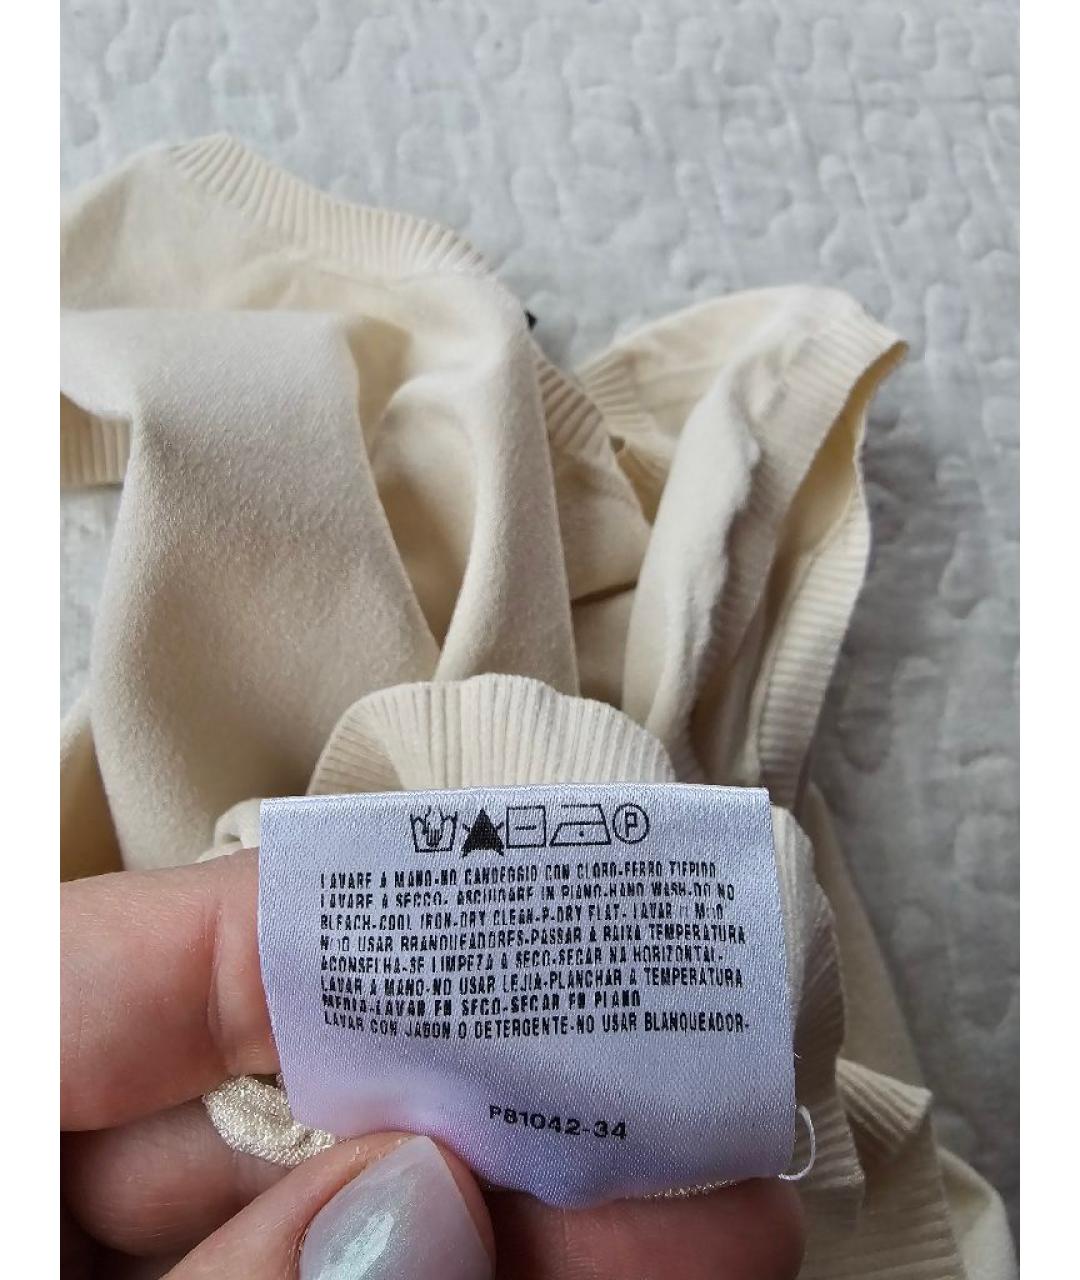 P
LAVARE A MANO-NO CANDEGGIO CON CLORO-FERRO TIEPIDO
LAVARE A SECCO- ASCIUGARE IN PIANO-HAND WASH-DO NO
BLEACH-COOL IRON-DRY CLEAN-P-DRY FLAT- LAVAR
USAR BRANQUEADORES-PASSAR A BAIXA TEMPERATURA
ACONSELHA-SE LIMPEZA A SECO-SECAR NA HORIZONTAL-
LAVAR A MANO-NO USAR LEJIA-PLANCHAR A TEMPERATURA
MEDIA-LAVAR EN SECO-SECAR EN PLANO
LAVAR CON JABON O DETERGENTE-NO USAR BLANQUEADOR-
P81042-34